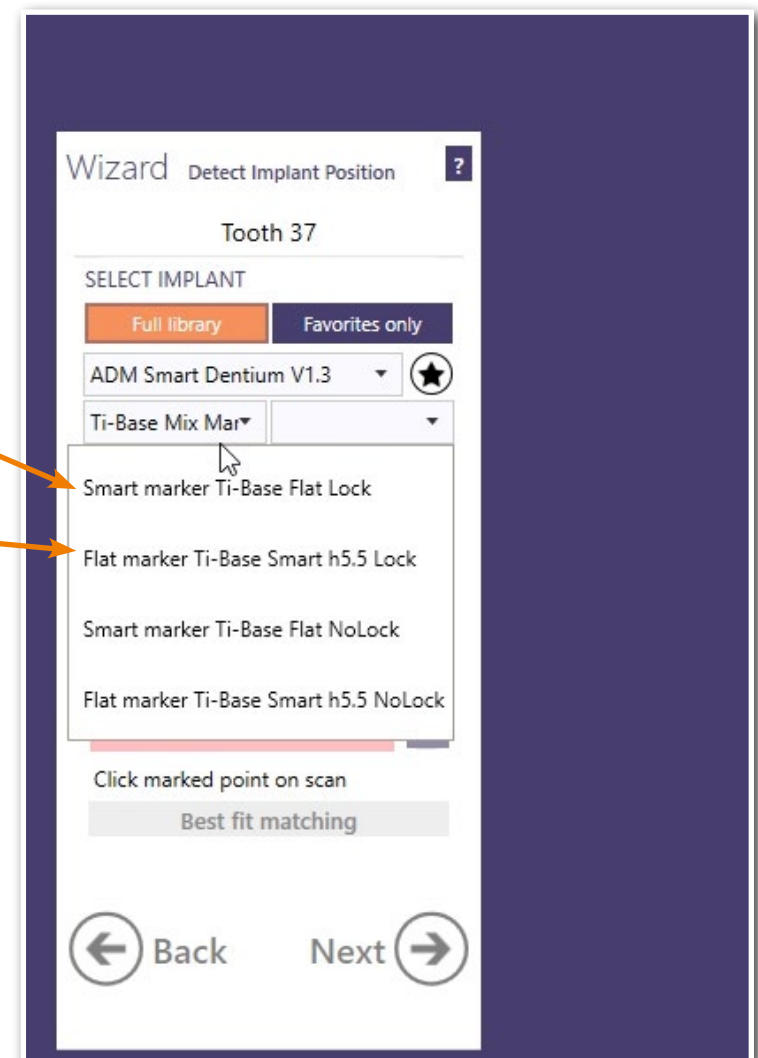 Wizard Detect Implant Position ?
Tooth 37
SELECT IMPLANT
Full library Favorites only
ADM Smart Dentium V1.3
Ti-Base Mix Mar
Smart marker Ti-Base Flat Lock
Flat marker Ti-Base Smart h5.5 Lock
Smart marker Ti-Base Flat NoLock
Flat marker Ti-Base Smart h5.5 NoLock
Click marked point on scan
Best fit matching
Back Next